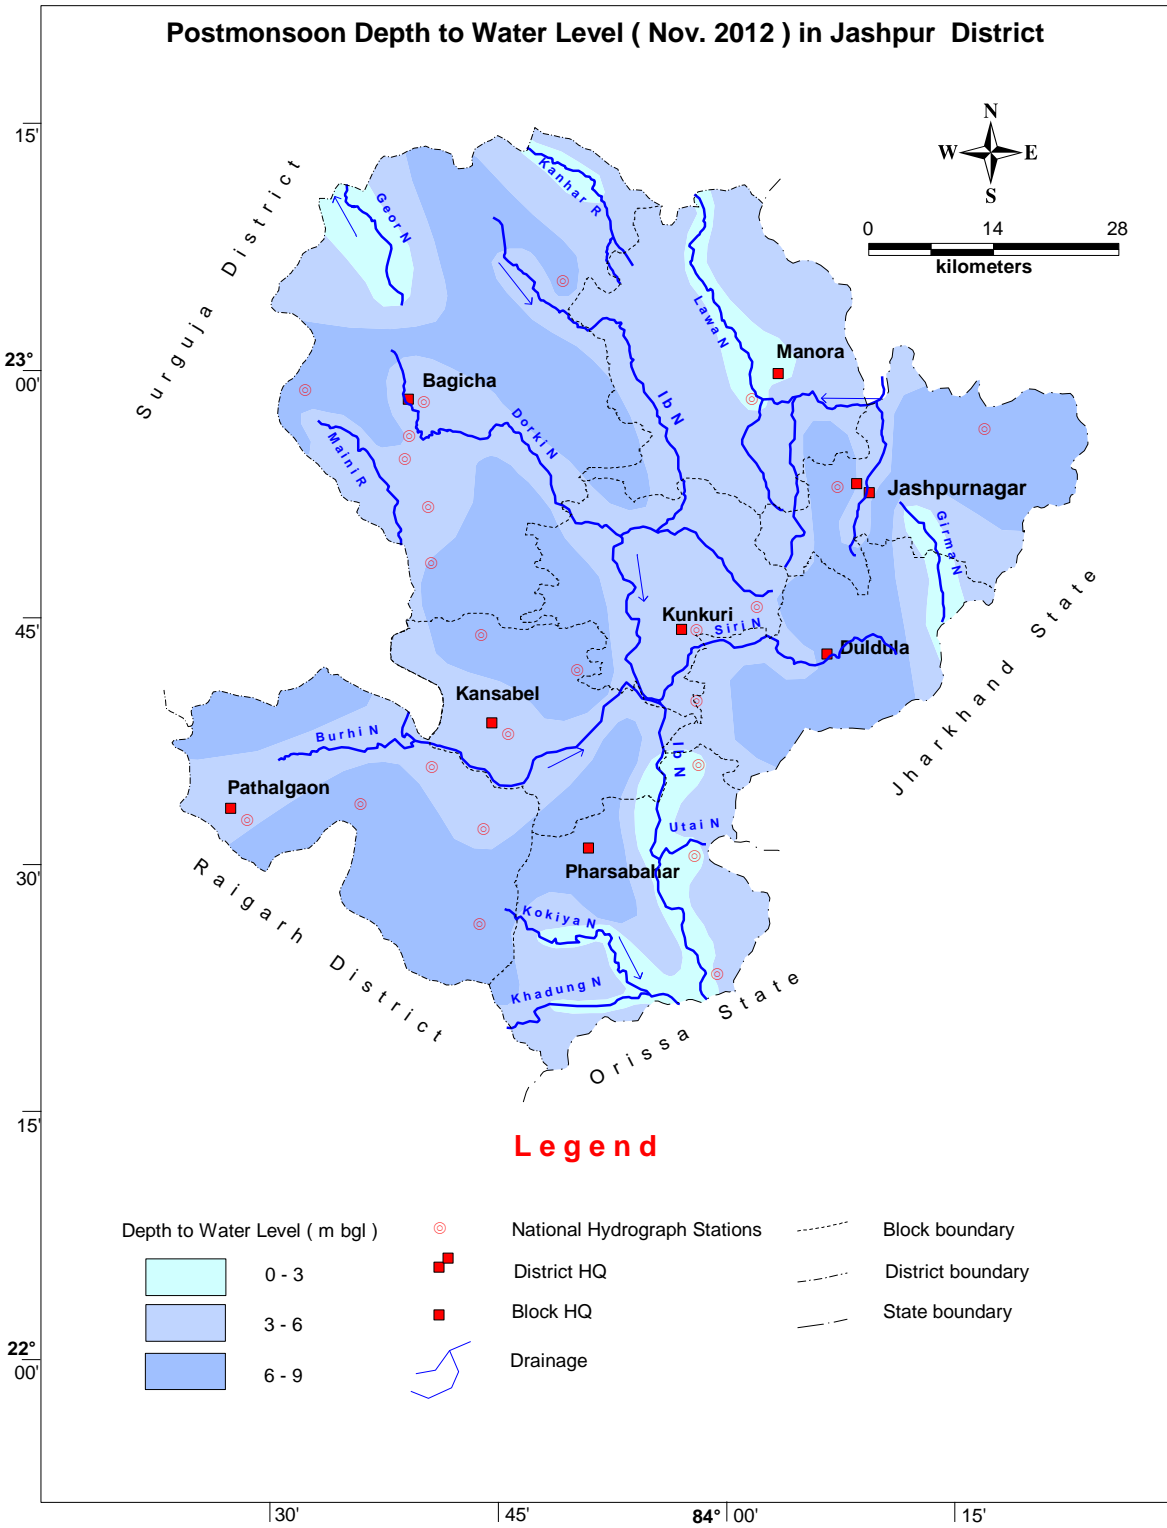 Postmonsoon Depth to Water Level ( Nov. 2012 ) in Jashpur District
N
W E
S
0 14 28
kilometers
15'
23°
00'
45'
30'
15'
22°
00'
30'
45'
84° 00'
15'
Surguja District
Geor N
Kanhar R
Lawa N
Manora
Bagicha
Ib N
Dorki N
Maini R
Jashpurnagar
Girma N
Kunkuri
Siri N
Duldula
Kansabel
Burhi N
Ib N
Pathalgaon
Utai N
Pharsabahar
Kokiya N
Khadung N
Jharkhand State
Raigarh District
Orissa State
Legend
Depth to Water Level ( m bgl )
0 - 3
3 - 6
6 - 9
National Hydrograph Stations
District HQ
Block HQ
Drainage
Block boundary
District boundary
State boundary